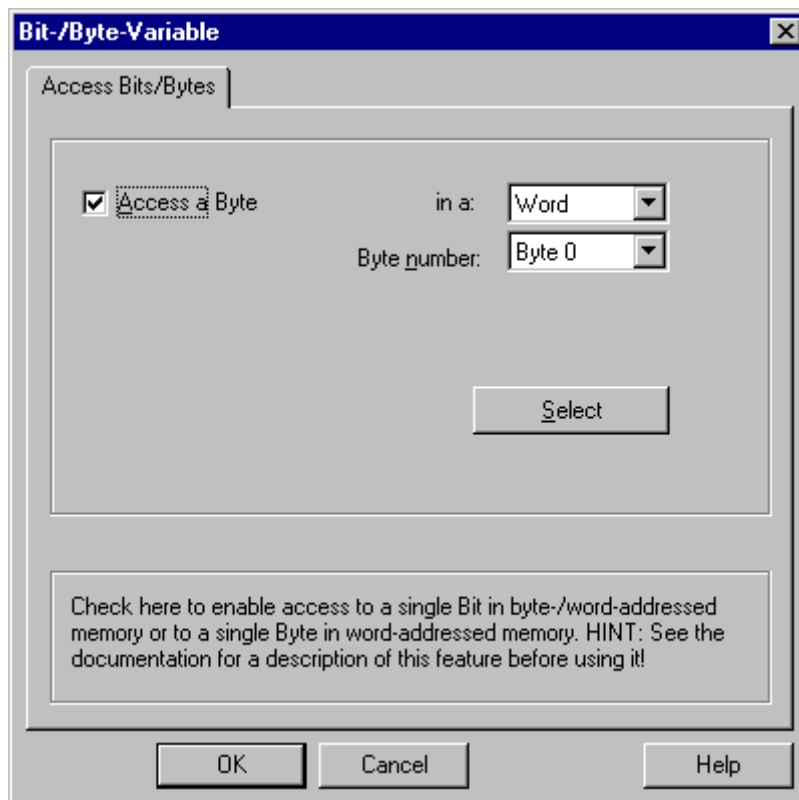 Bit-/Byte-Variable
Access Bits/Bytes
Access a Byte in a: Word
Byte number: Byte 0
Select
Check here to enable access to a single Bit in byte-/word-addressed
memory or to a single Byte in word-addressed memory. HINT: See the
documentation for a description of this feature before using it!
OK Cancel Help